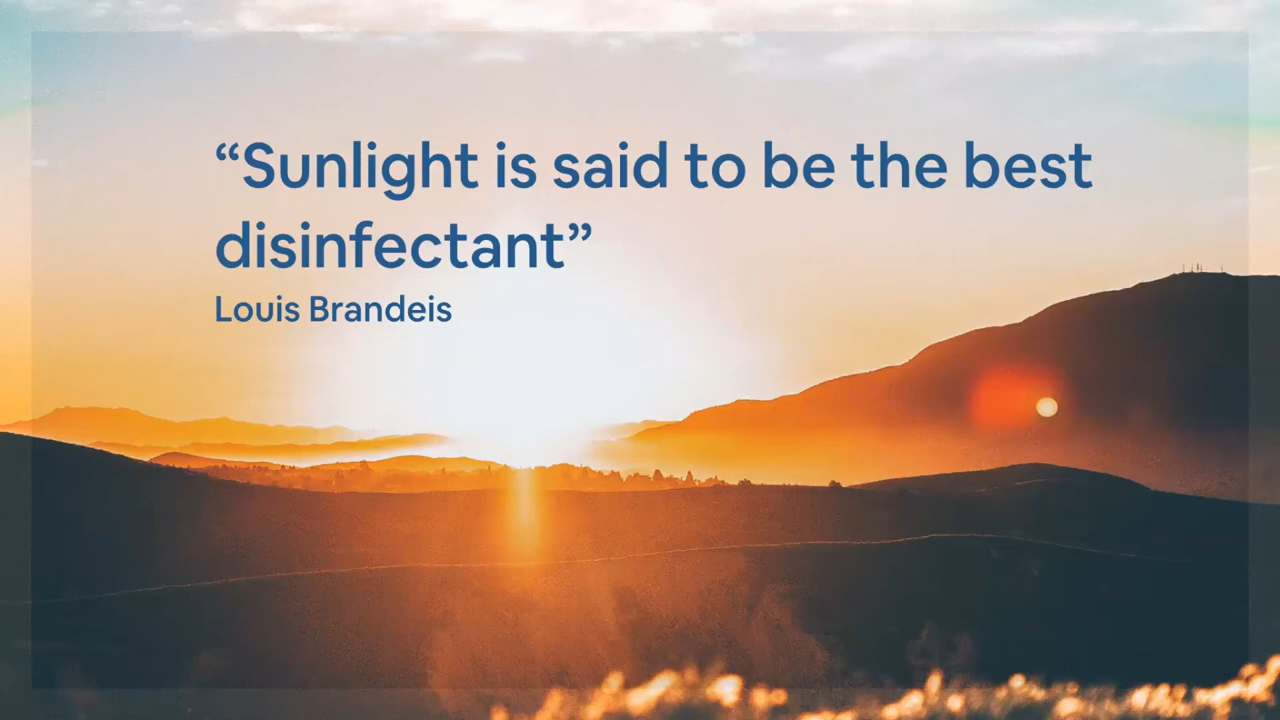 “Sunlight is said to be the best
disinfectant”
Louis Brandeis